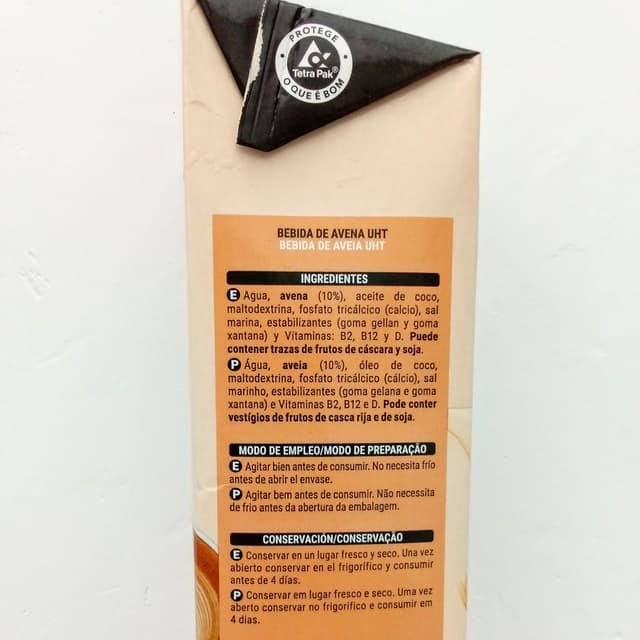 PROTEGE
Tetra Pak®
O QUE É BOM
BEBIDA DE AVENA UHT
BEBIDA DE AVEIA UHT
INGREDIENTES
E Agua, avena (10%), aceite de coco,
maltodextrina, fosfato tricálcico (calcio), sal
marina, estabilizantes (goma gellan y goma
xantana) y Vitaminas: B2, B12 y D. Puede
contener trazas de frutos de cáscara y soja.
P Água, aveia (10%), óleo de coco,
maltodextrina, fosfato tricálcico (cálcio), sal
marinho, estabilizantes (goma gelana e goma
xantana) e Vitaminas B2, B12 e D. Pode conter
vestígios de frutos de casca rija e de soja.
MODO DE EMPLEO/MODO DE PREPARAÇÃO
E Agitar bien antes de consumir. No necesita frío
antes de abrir el envase.
P Agitar bem antes de consumir. Não necessita
de frio antes da abertura da embalagem.
CONSERVACIÓN/CONSERVAÇÃO
E Conservar en un lugar fresco y seco. Una vez
abierto conservar en el frigorífico y consumir
antes de 4 días.
P Conservar em lugar fresco e seco. Uma vez
aberto conservar no frigorifico e consumir em
4 dias.